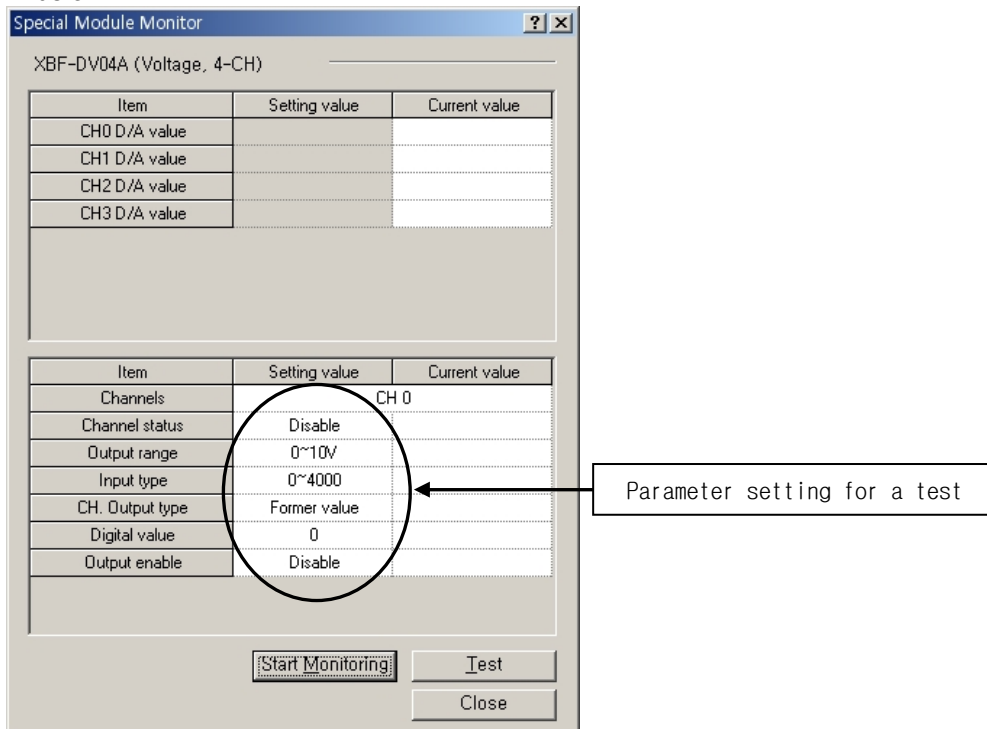 Special Module Monitor
XBF-DV04A (Voltage, 4-CH)
Item Setting value Current value
CH0 D/A value
CH1 D/A value
CH2 D/A value
CH3 D/A value
Item Setting value Current value
Channels CH 0
Channel status Disable
Output range 0~10V
Input type 0~4000
CH. Output type Former value
Digital value 0
Output enable Disable
Parameter setting for a test
Start Monitoring Test
Close